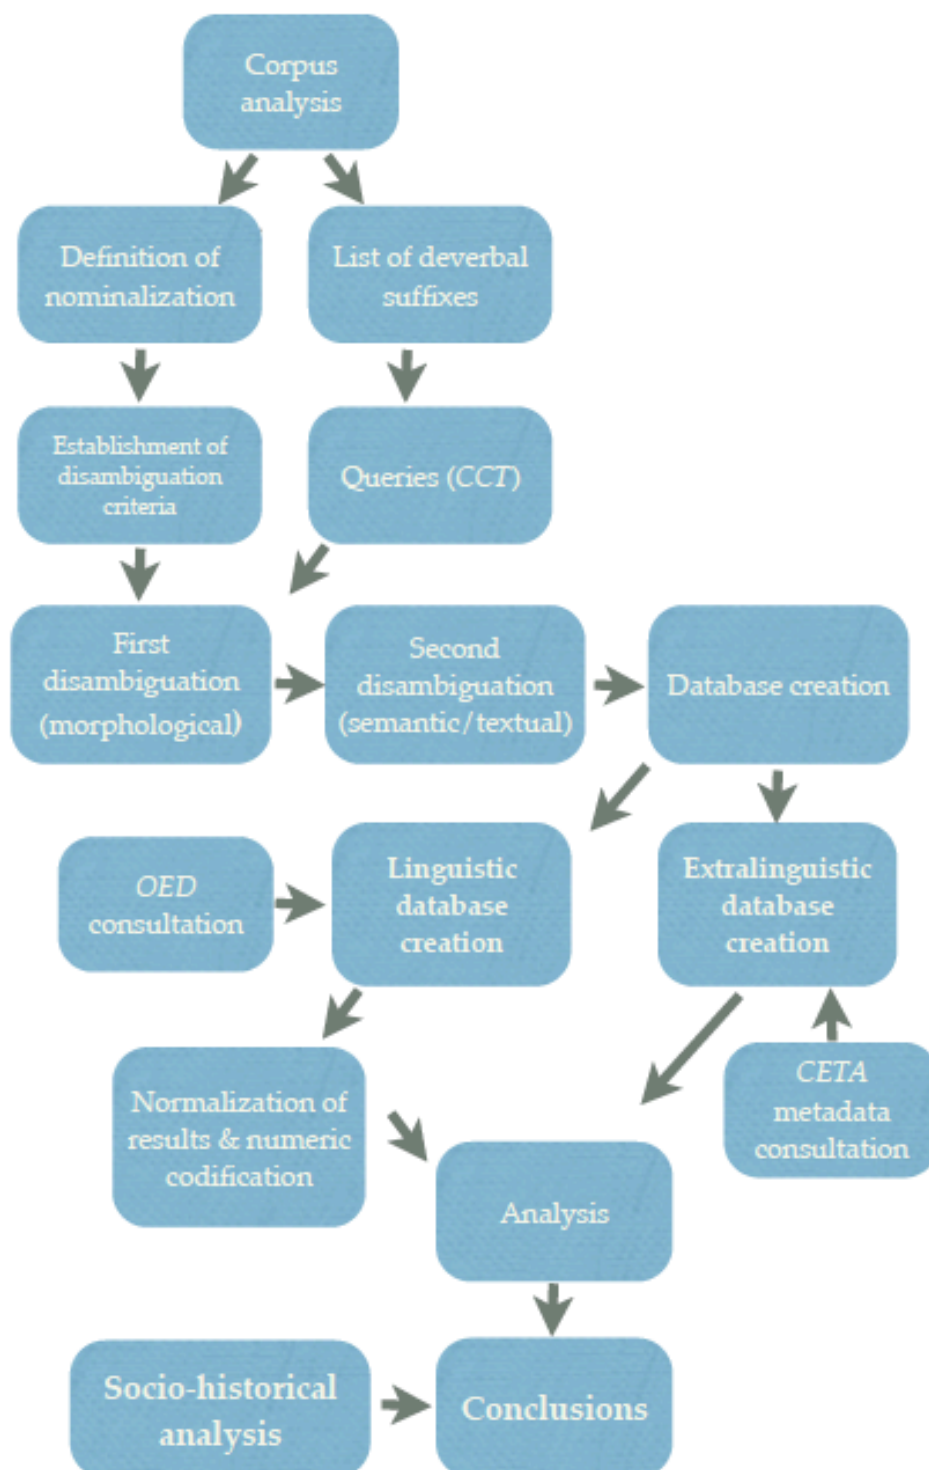 Corpus
analysis
Definition of
nominalization
List of deverbal
suffixes
Establishment of
disambiguation
criteria
Queries (CCT)
First
disambiguation
(morphological)
Second
disambiguation
(semantic/textual)
Database creation
OED
consultation
Linguistic
database
creation
Extralinguistic
database
creation
Normalization of
results & numeric
codification
CETA
metadata
consultation
Analysis
Socio-historical
analysis
Conclusions